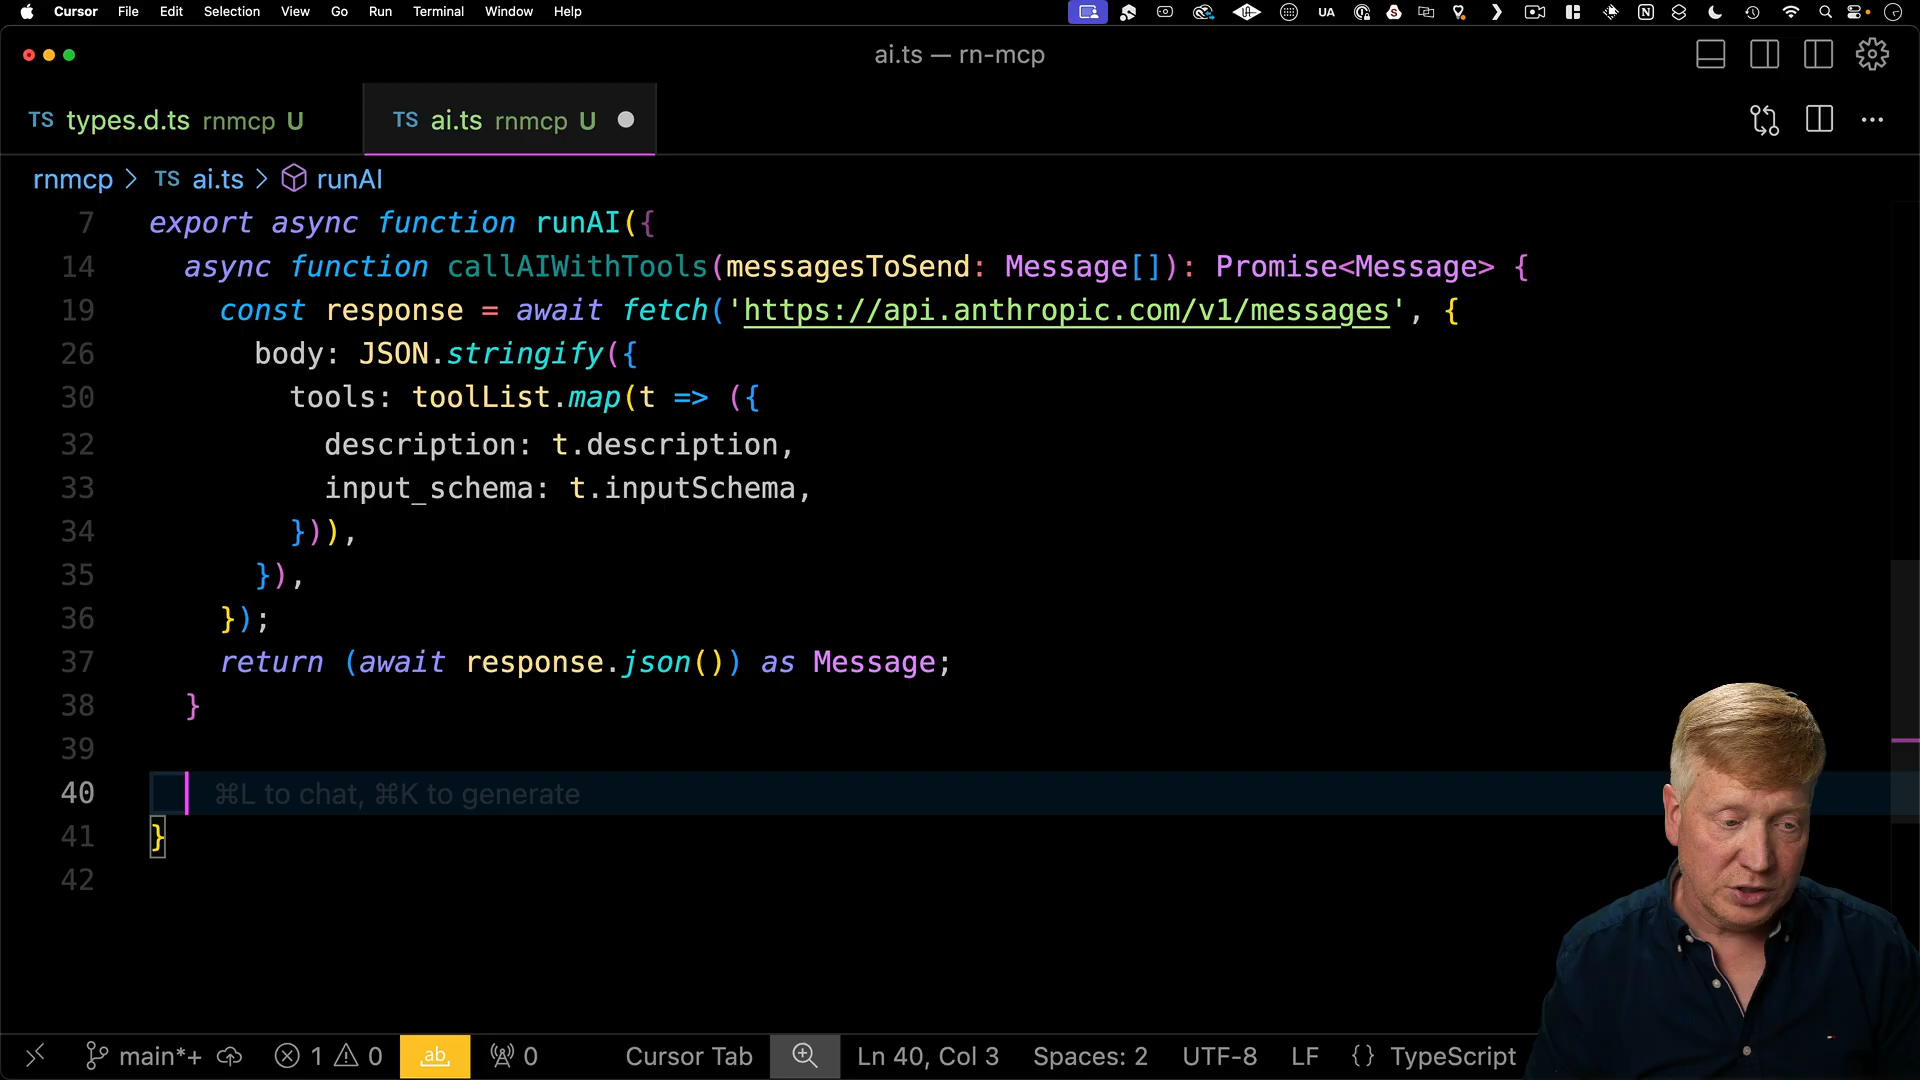 Cursor File Edit Selection View Go Run Terminal Window Help UA
ai.ts — rn-mcp
TS types.d.ts rnmcp U TS ai.ts rnmcp U
rnmcp > TS ai.ts > runAI
7 export async function runAI({
14 async function callAIWithTools(messagesToSend: Message[]): Promise<Message> {
19 const response = await fetch('https://api.anthropic.com/v1/messages', {
26 body: JSON.stringify({
30 tools: toolList.map(t => ({
32 description: t.description,
33 input_schema: t.inputSchema,
34 })),
35 }),
36 });
37 return (await response.json()) as Message;
38 }
39
40 ⌘L to chat, ⌘K to generate
41 }
42
main*+ 1 0 ab 0 Cursor Tab Ln 40, Col 3 Spaces: 2 UTF-8 LF {} TypeScript